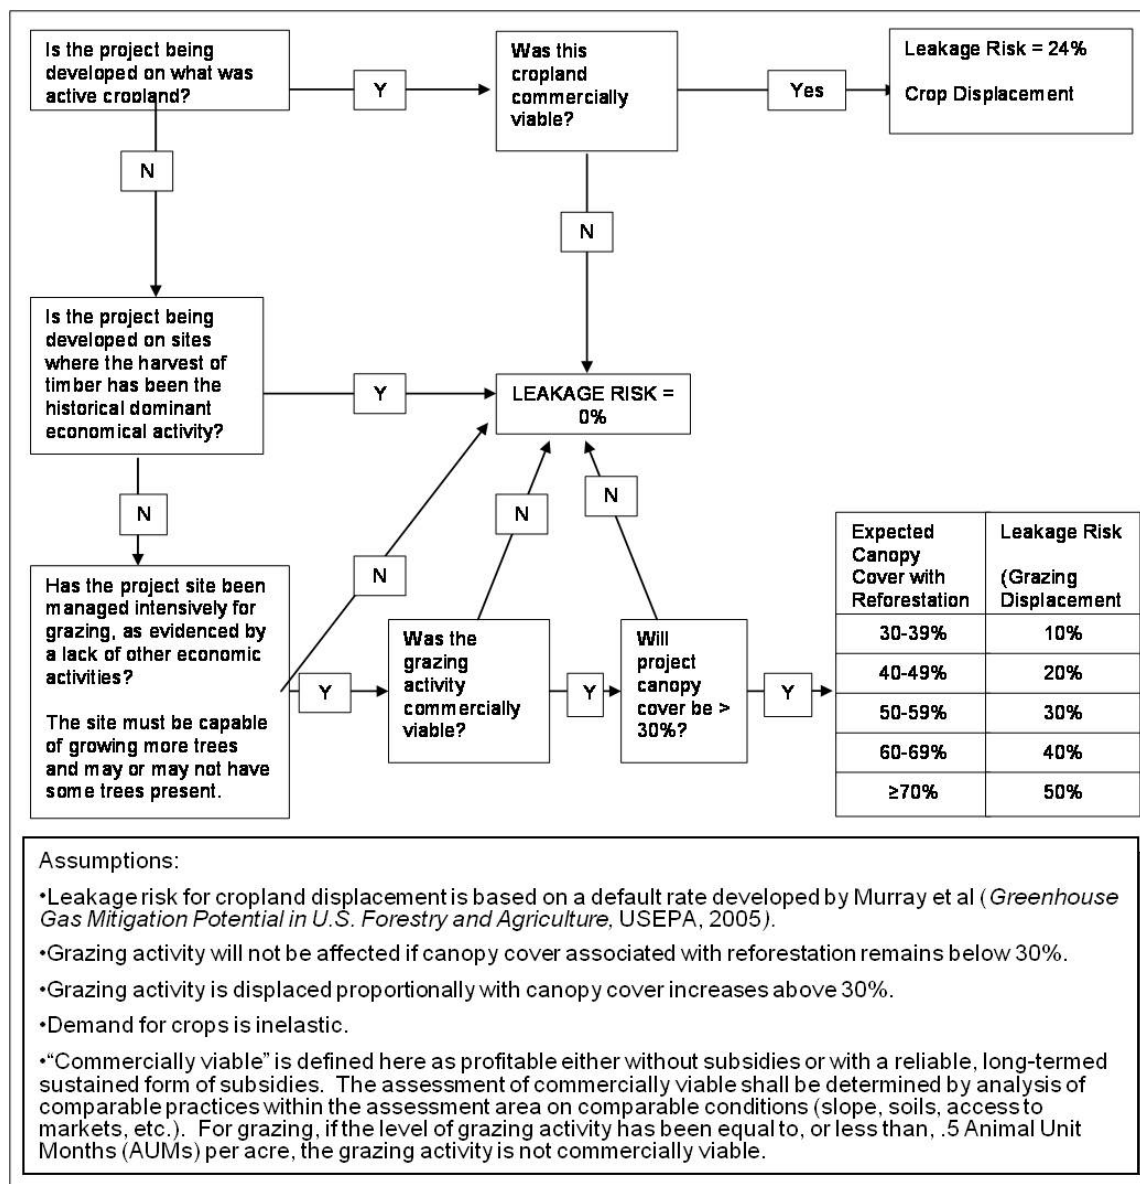 Is the project being
developed on what was
active cropland?
Y
Was this
cropland
commercially
viable?
Yes
Leakage Risk = 24%
Crop Displacement
N
N
Is the project being
developed on sites
where the harvest of
timber has been the
historical dominant
economical activity?
Y
LEAKAGE RISK =
0%
N
N
N
N
Has the project site been
managed intensively for
grazing, as evidenced by
a lack of other economic
activities?
The site must be capable
of growing more trees
and may or may not have
some trees present.
Y
Was the
grazing
activity
commercially
viable?
Y
Will
project
canopy
cover be >
30%?
Y
Expected
Canopy
Cover with
Reforestation
Leakage Risk
(Grazing
Displacement
30-39% 10%
40-49% 20%
50-59% 30%
60-69% 40%
≥70% 50%
Assumptions:
•Leakage risk for cropland displacement is based on a default rate developed by Murray et al (Greenhouse
Gas Mitigation Potential in U.S. Forestry and Agriculture, USEPA, 2005).
•Grazing activity will not be affected if canopy cover associated with reforestation remains below 30%.
•Grazing activity is displaced proportionally with canopy cover increases above 30%.
•Demand for crops is inelastic.
•“Commercially viable” is defined here as profitable either without subsidies or with a reliable, long-termed
sustained form of subsidies. The assessment of commercially viable shall be determined by analysis of
comparable practices within the assessment area on comparable conditions (slope, soils, access to
markets, etc.). For grazing, if the level of grazing activity has been equal to, or less than, .5 Animal Unit
Months (AUMs) per acre, the grazing activity is not commercially viable.